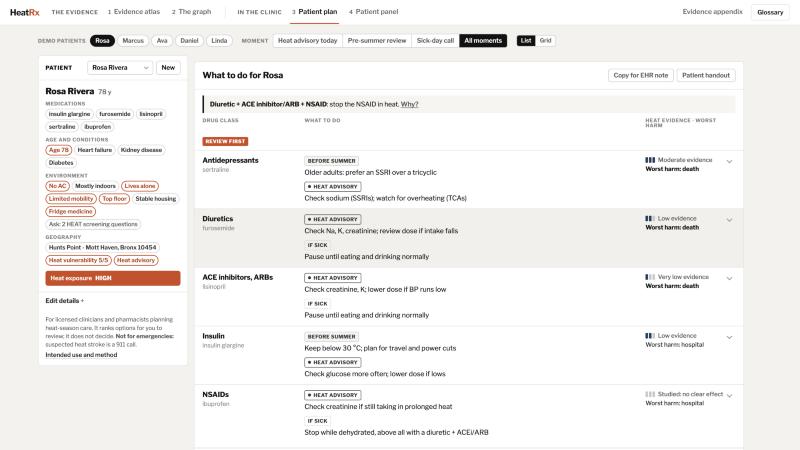 HeatRx THE EVIDENCE 1 Evidence atlas 2 The graph IN THE CLINIC 3 Patient plan 4 Patient panel Evidence appendix Glossary
DEMO PATIENTS Rosa Marcus Ava Daniel Linda MOMENT Heat advisory today Pre-summer review Sick-day call All moments List Grid
PATIENT Rosa Rivera New
Rosa Rivera 78 y
MEDICATIONS
insulin glargine furosemide lisinopril
sertraline ibuprofen
AGE AND CONDITIONS
Age 78 Heart failure Kidney disease
Diabetes
ENVIRONMENT
No AC Mostly indoors Lives alone
Limited mobility Top floor Stable housing
Fridge medicine
Ask: 2 HEAT screening questions
GEOGRAPHY
Hunts Point - Mott Haven, Bronx 10454
Heat vulnerability 5/5 Heat advisory
Heat exposure HIGH
Edit details +
For licensed clinicians and pharmacists planning
heat-season care. It ranks options for you to
review; it does not decide. Not for emergencies:
suspected heat stroke is a 911 call.
Intended use and method
What to do for Rosa Copy for EHR note Patient handout
Diuretic + ACE inhibitor/ARB + NSAID: stop the NSAID in heat. Why?
DRUG CLASS WHAT TO DO HEAT EVIDENCE · WORST HARM
REVIEW FIRST
Antidepressants
sertraline
BEFORE SUMMER
Older adults: prefer an SSRI over a tricyclic
HEAT ADVISORY
Check sodium (SSRIs); watch for overheating (TCAs)
Moderate evidence
Worst harm: death
Diuretics
furosemide
HEAT ADVISORY
Check Na, K, creatinine; review dose if intake falls
IF SICK
Pause until eating and drinking normally
Low evidence
Worst harm: death
ACE inhibitors, ARBs
lisinopril
HEAT ADVISORY
Check creatinine, K; lower dose if BP runs low
IF SICK
Pause until eating and drinking normally
Very low evidence
Worst harm: death
Insulin
insulin glargine
BEFORE SUMMER
Keep below 30 °C; plan for travel and power cuts
HEAT ADVISORY
Check glucose more often; lower dose if lows
Low evidence
Worst harm: hospital
NSAIDs
ibuprofen
HEAT ADVISORY
Check creatinine if still taking in prolonged heat
IF SICK
Stop while dehydrated, above all with a diuretic + ACEi/ARB
Studied: no clear effect
Worst harm: hospital